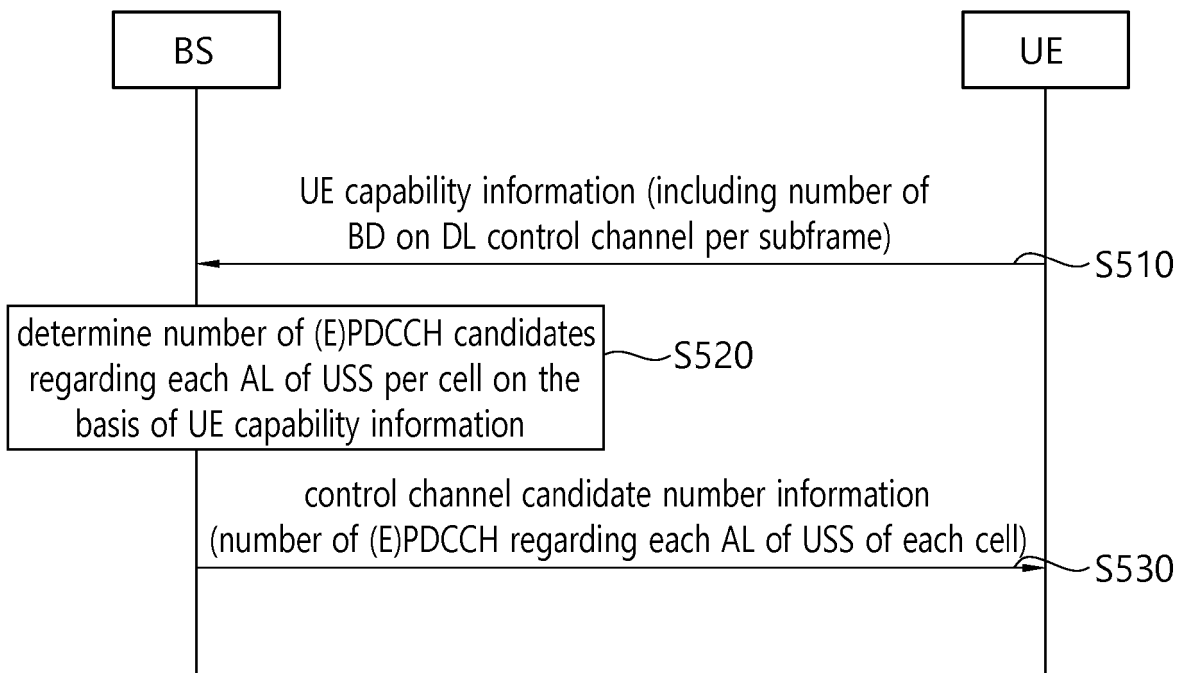 BS
UE
UE capability information (including number of
BD on DL control channel per subframe)
S510
determine number of (E)PDCCH candidates
regarding each AL of USS per cell on the
basis of UE capability information
S520
control channel candidate number information
(number of (E)PDCCH regarding each AL of USS of each cell)
S530